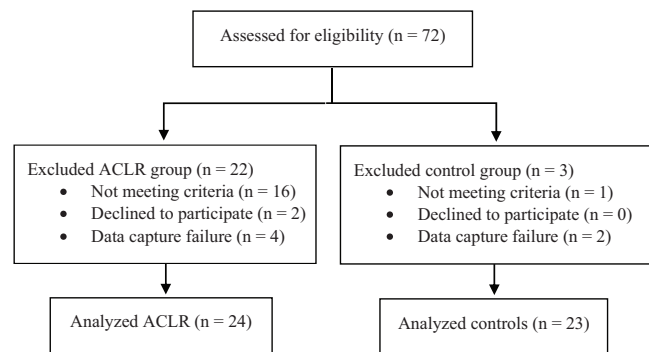 Assessed for eligibility (n = 72)
Excluded ACLR group (n = 22)
• Not meeting criteria (n = 16)
• Declined to participate (n = 2)
• Data capture failure (n = 4)
Excluded control group (n = 3)
• Not meeting criteria (n = 1)
• Declined to participate (n = 0)
• Data capture failure (n = 2)
Analyzed ACLR (n = 24)
Analyzed controls (n = 23)